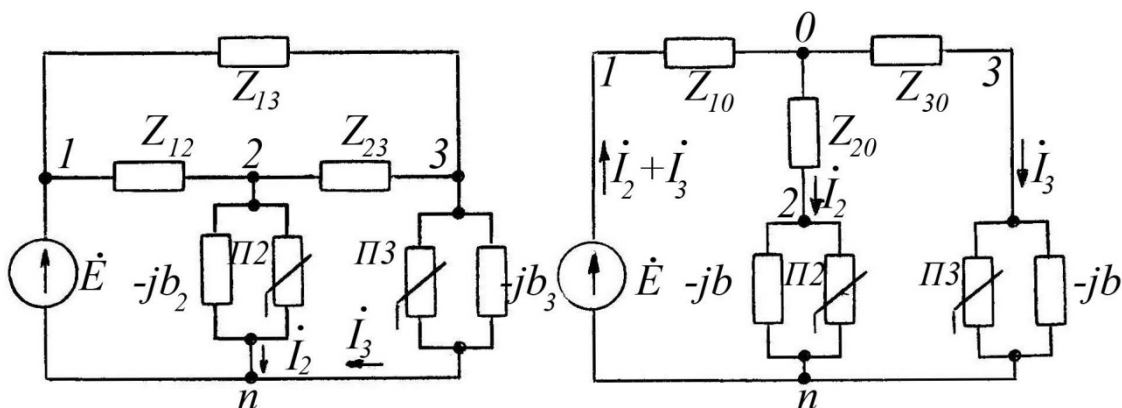 Z₁₃
1 Z₁₂ 2 Z₂₃ 3
Ė -jb₂ П2 П3 -jb₃
İ₂ İ₃
n
0
1 Z₁₀ Z₃₀ 3
Z₂₀
İ₂+İ₃ İ₂ İ₃
2
Ė -jb П2 П3 -jb
n